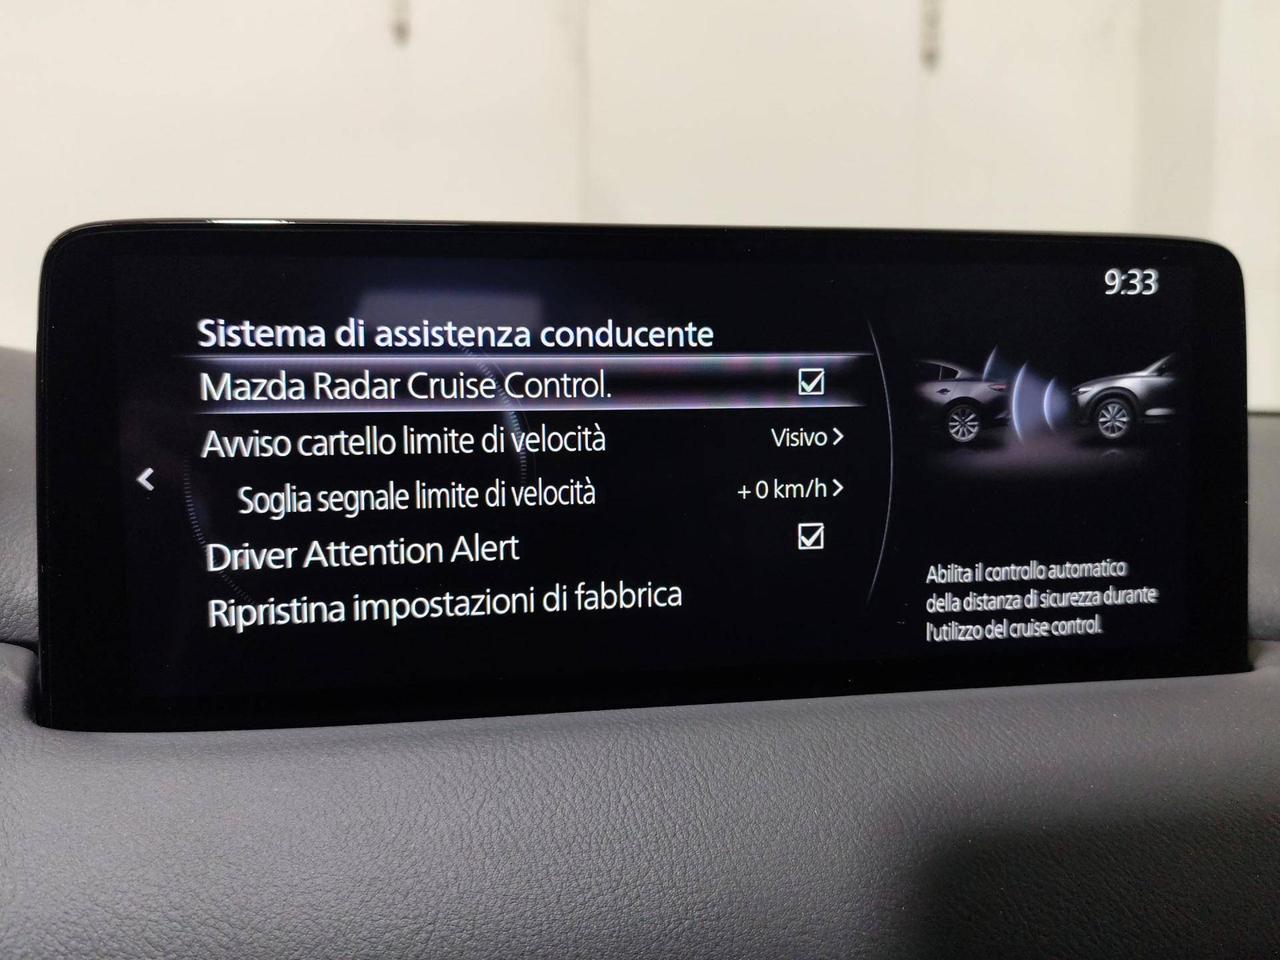 9:33
Sistema di assistenza conducente
Mazda Radar Cruise Control.
Avviso cartello limite di velocità Visivo
Soglia segnale limite di velocità +0 km/h
Driver Attention Alert
Ripristina impostazioni di fabbrica
Abilita il controllo automatico
della distanza di sicurezza durante
l'utilizzo del cruise control.